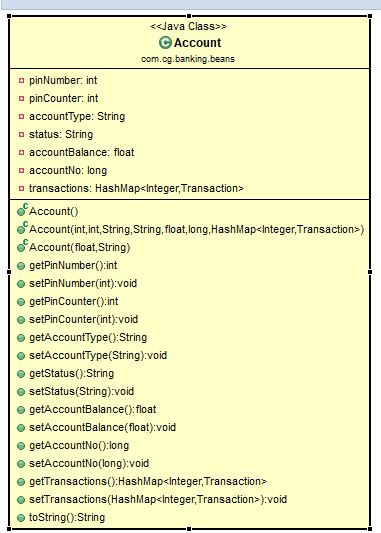 <<Java Class>>
Account
com.cg.banking.beans
pinNumber: int
pinCounter: int
accountType: String
status: String
accountBalance: float
accountNo: long
transactions: HashMap<Integer,Transaction>
Account()
Account(int,int,String,String,float,long,HashMap<Integer,Transaction>)
Account(float,String)
getPinNumber():int
setPinNumber(int):void
getPinCounter():int
setPinCounter(int):void
getAccountType():String
setAccountType(String):void
getStatus():String
setStatus(String):void
getAccountBalance():float
setAccountBalance(float):void
getAccountNo():long
setAccountNo(long):void
getTransactions():HashMap<Integer,Transaction>
setTransactions(HashMap<Integer,Transaction>):void
toString():String